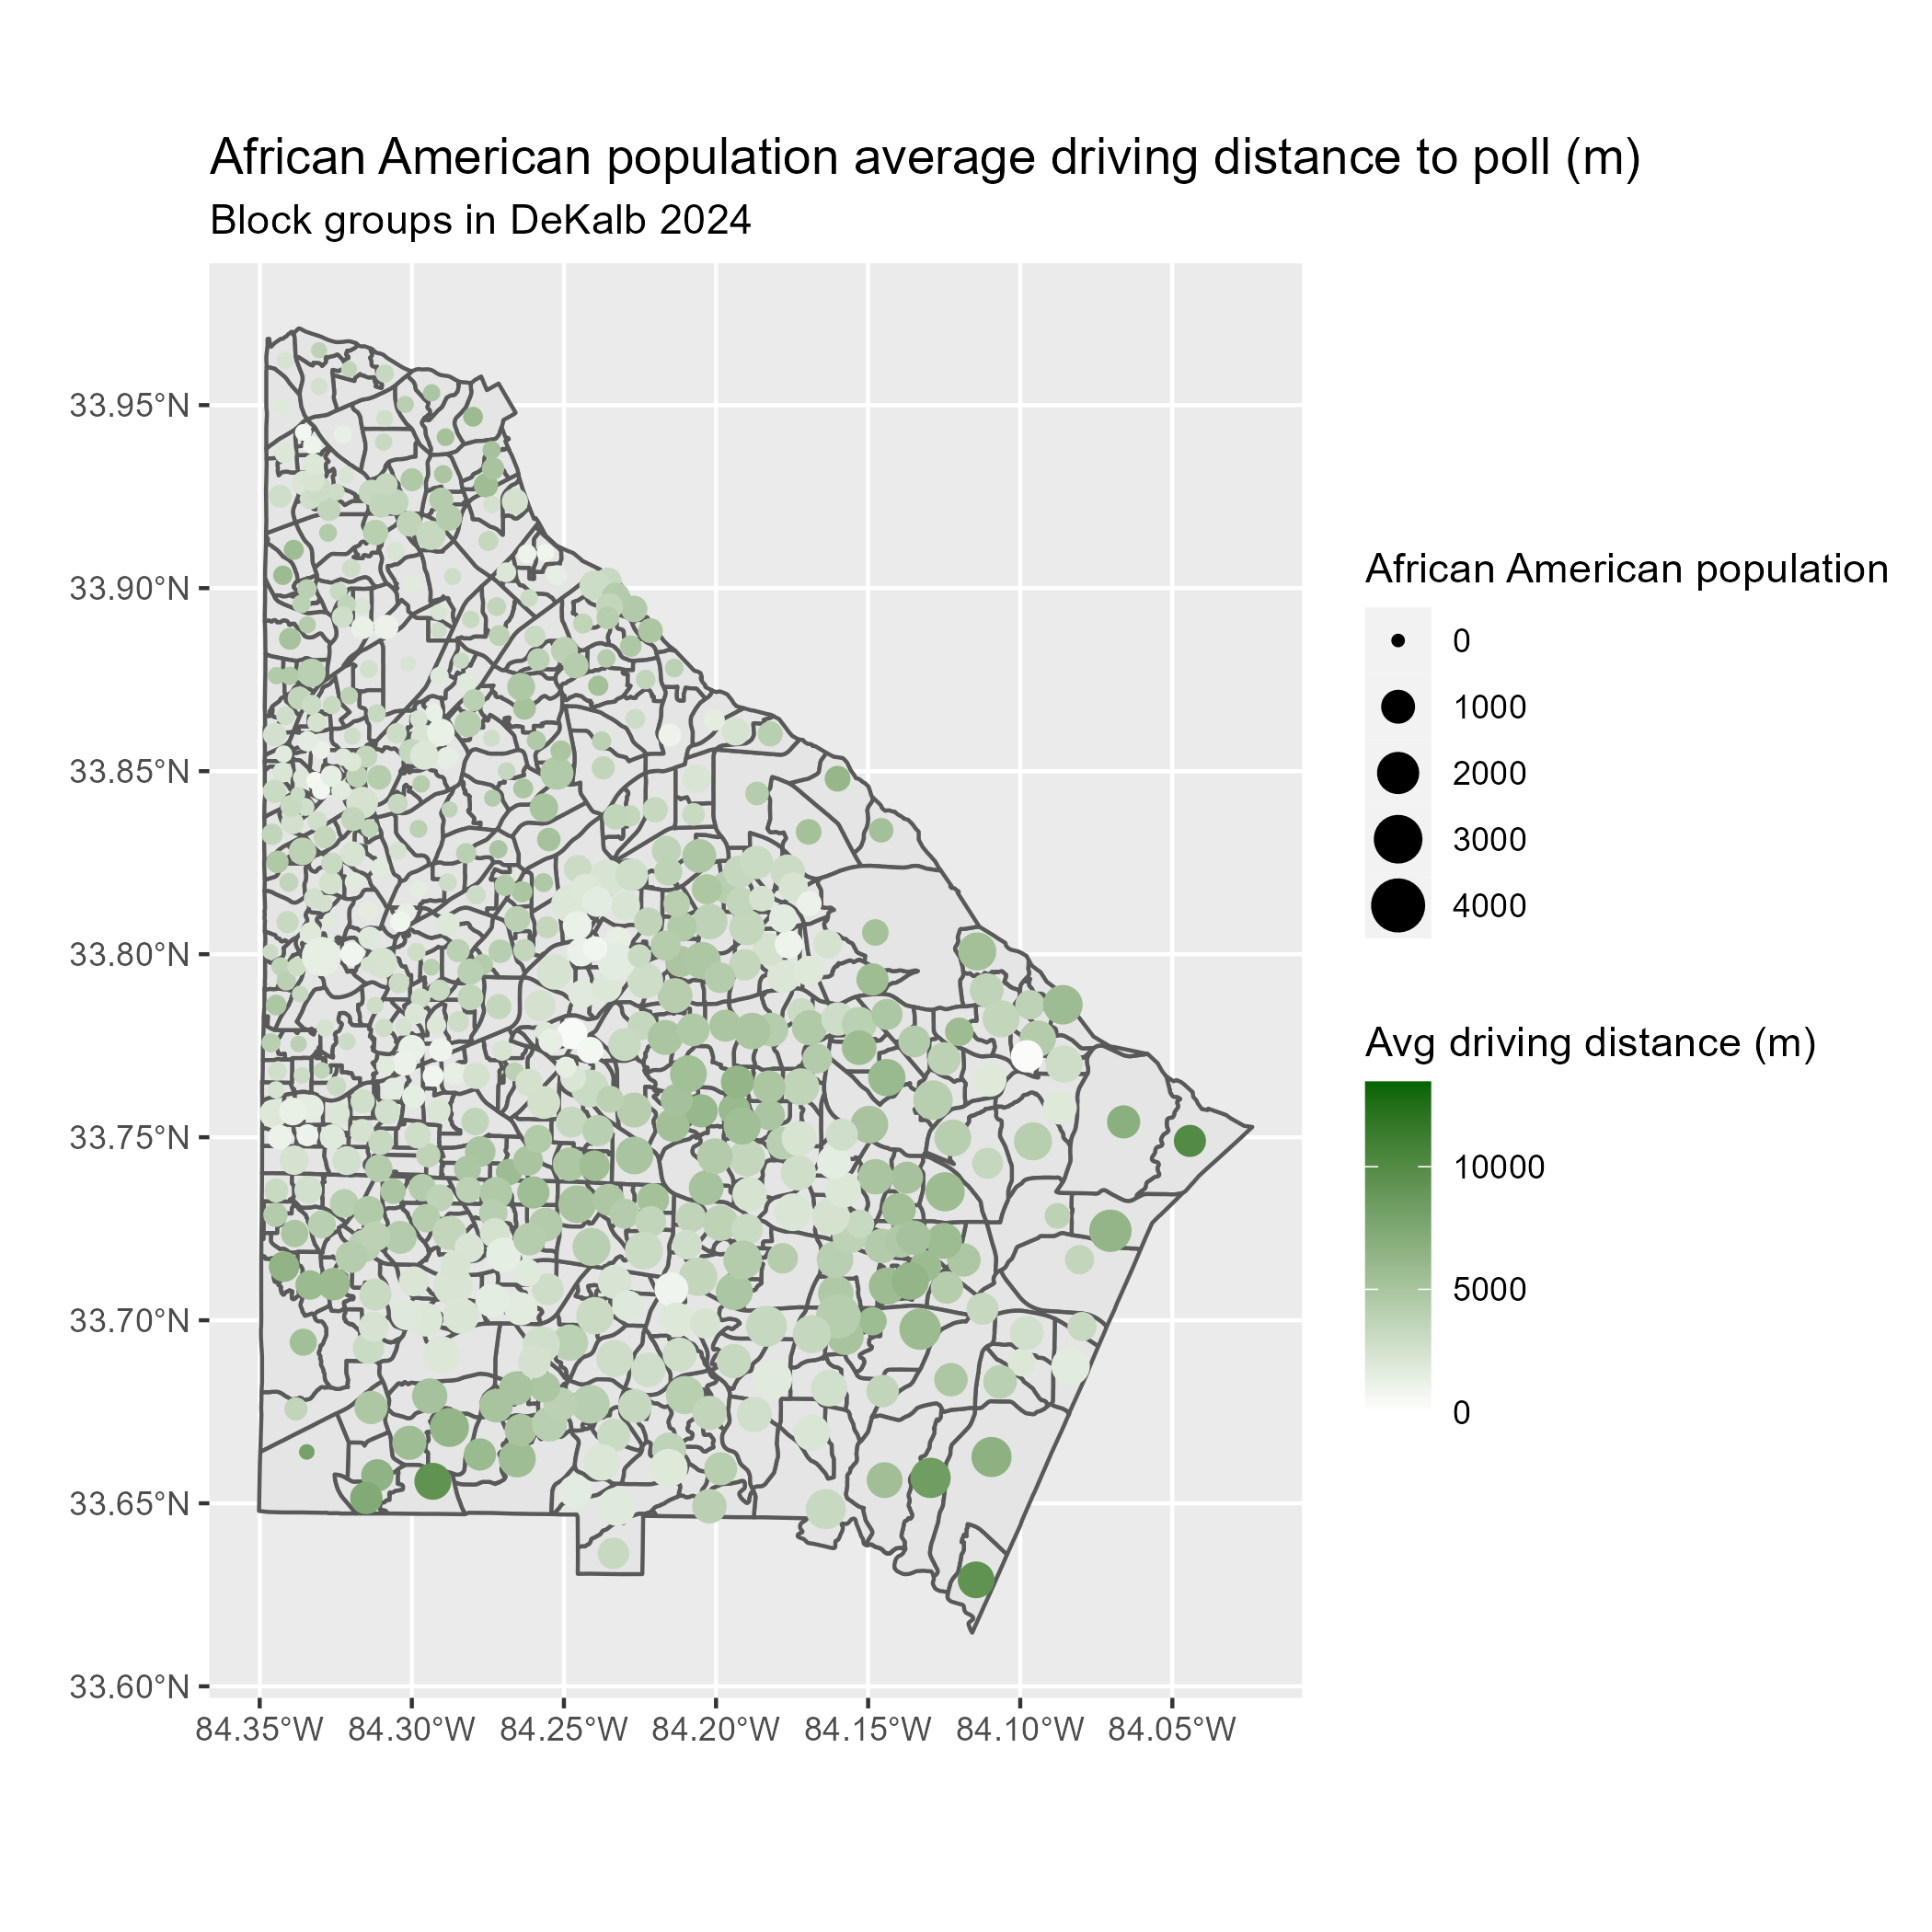 African American population average driving distance to poll (m)
Block groups in DeKalb 2024
33.95°N
33.90°N
33.85°N
33.80°N
33.75°N
33.70°N
33.65°N
33.60°N
84.35°W 84.30°W 84.25°W 84.20°W 84.15°W 84.10°W 84.05°W
African American population
0
1000
2000
3000
4000
Avg driving distance (m)
10000
5000
0